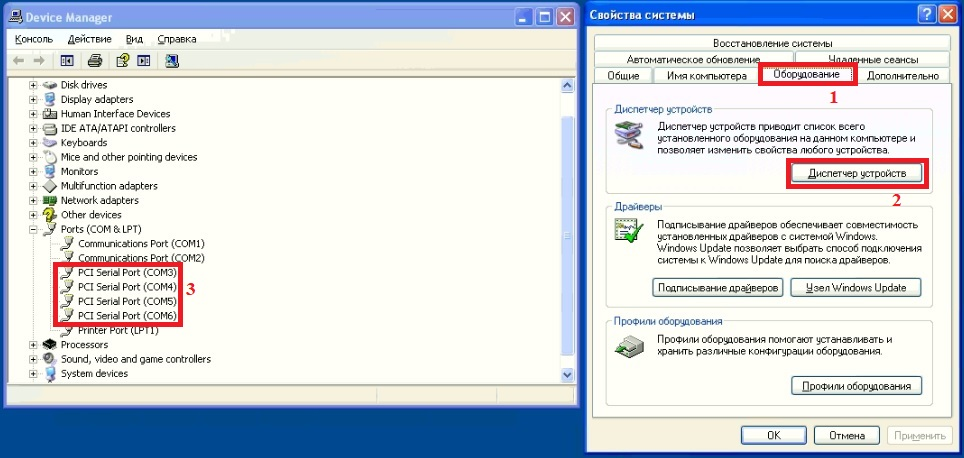 Device Manager
Консоль Действие Вид Справка
Disk drives
Display adapters
Human Interface Devices
IDE ATA/ATAPI controllers
Keyboards
Mice and other pointing devices
Monitors
Multifunction adapters
Network adapters
Other devices
Ports (COM & LPT)
Communications Port (COM1)
Communications Port (COM2)
PCI Serial Port (COM3)
PCI Serial Port (COM4)
PCI Serial Port (COM5)
PCI Serial Port (COM6)
3
Printer Port (LPT1)
Processors
Sound, video and game controllers
System devices
Свойства системы
Восстановление системы
Автоматическое обновление Удаленные сеансы
Общие Имя компьютера Оборудование Дополнительно
1
Диспетчер устройств
Диспетчер устройств приводит список всего
установленного оборудования на данном компьютере и
позволяет изменить свойства любого устройства.
Диспетчер устройств
2
Драйверы
Подписывание драйверов обеспечивает совместимость
установленных драйверов с системой Windows.
Windows Update позволяет выбрать способ подключения
системы к Windows Update для поиска драйверов.
Подписывание драйверов Узел Windows Update
Профили оборудования
Профили оборудования помогают устанавливать и
хранить различные конфигурации оборудования.
Профили оборудования
OK Отмена Применить